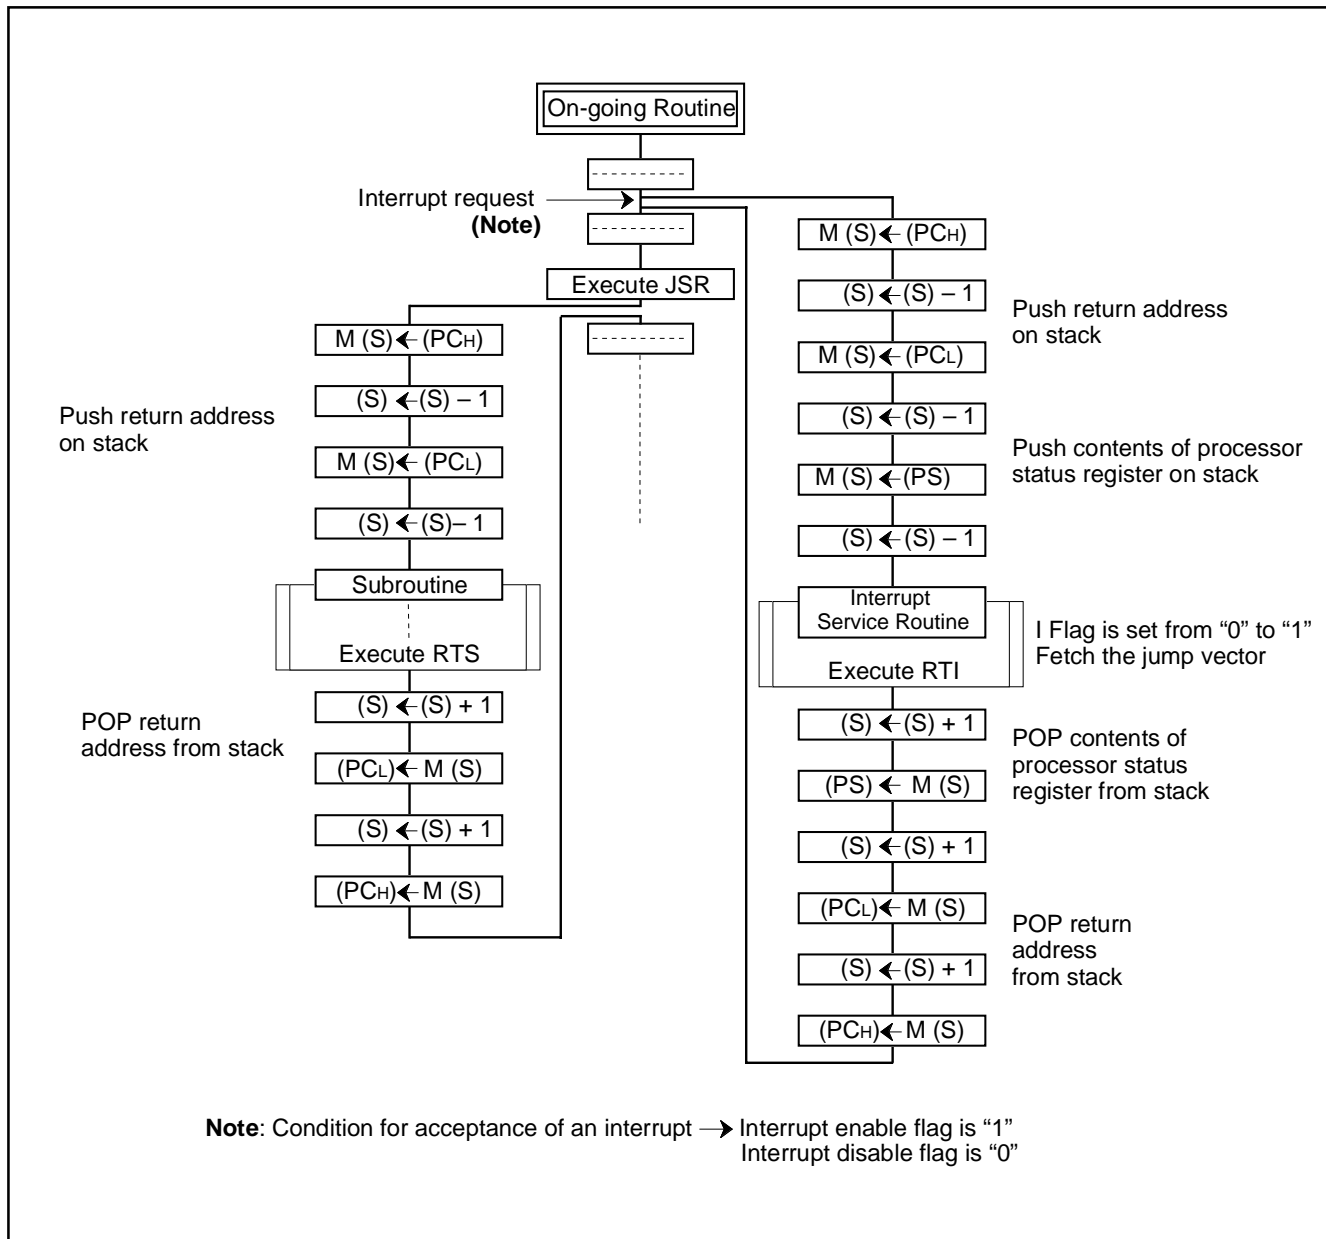 On-going Routine
Interrupt request
(Note)
Execute JSR
M (S) ← (PCH)
(S) ← (S) – 1
M (S) ← (PCL)
(S) ← (S)– 1
Push return address
on stack
Subroutine
Execute RTS
POP return
address from stack
(S) ← (S) + 1
(PCL) ← M (S)
(S) ← (S) + 1
(PCH) ← M (S)
M (S) ← (PCH)
(S) ← (S) – 1
M (S) ← (PCL)
(S) ← (S) – 1
M (S) ← (PS)
(S) ← (S) – 1
Push return address
on stack
Push contents of processor
status register on stack
Interrupt
Service Routine
Execute RTI
I Flag is set from “0” to “1”
Fetch the jump vector
(S) ← (S) + 1
(PS) ← M (S)
(S) ← (S) + 1
(PCL) ← M (S)
(S) ← (S) + 1
(PCH) ← M (S)
POP contents of
processor status
register from stack
POP return
address
from stack
Note: Condition for acceptance of an interrupt → Interrupt enable flag is “1”
Interrupt disable flag is “0”